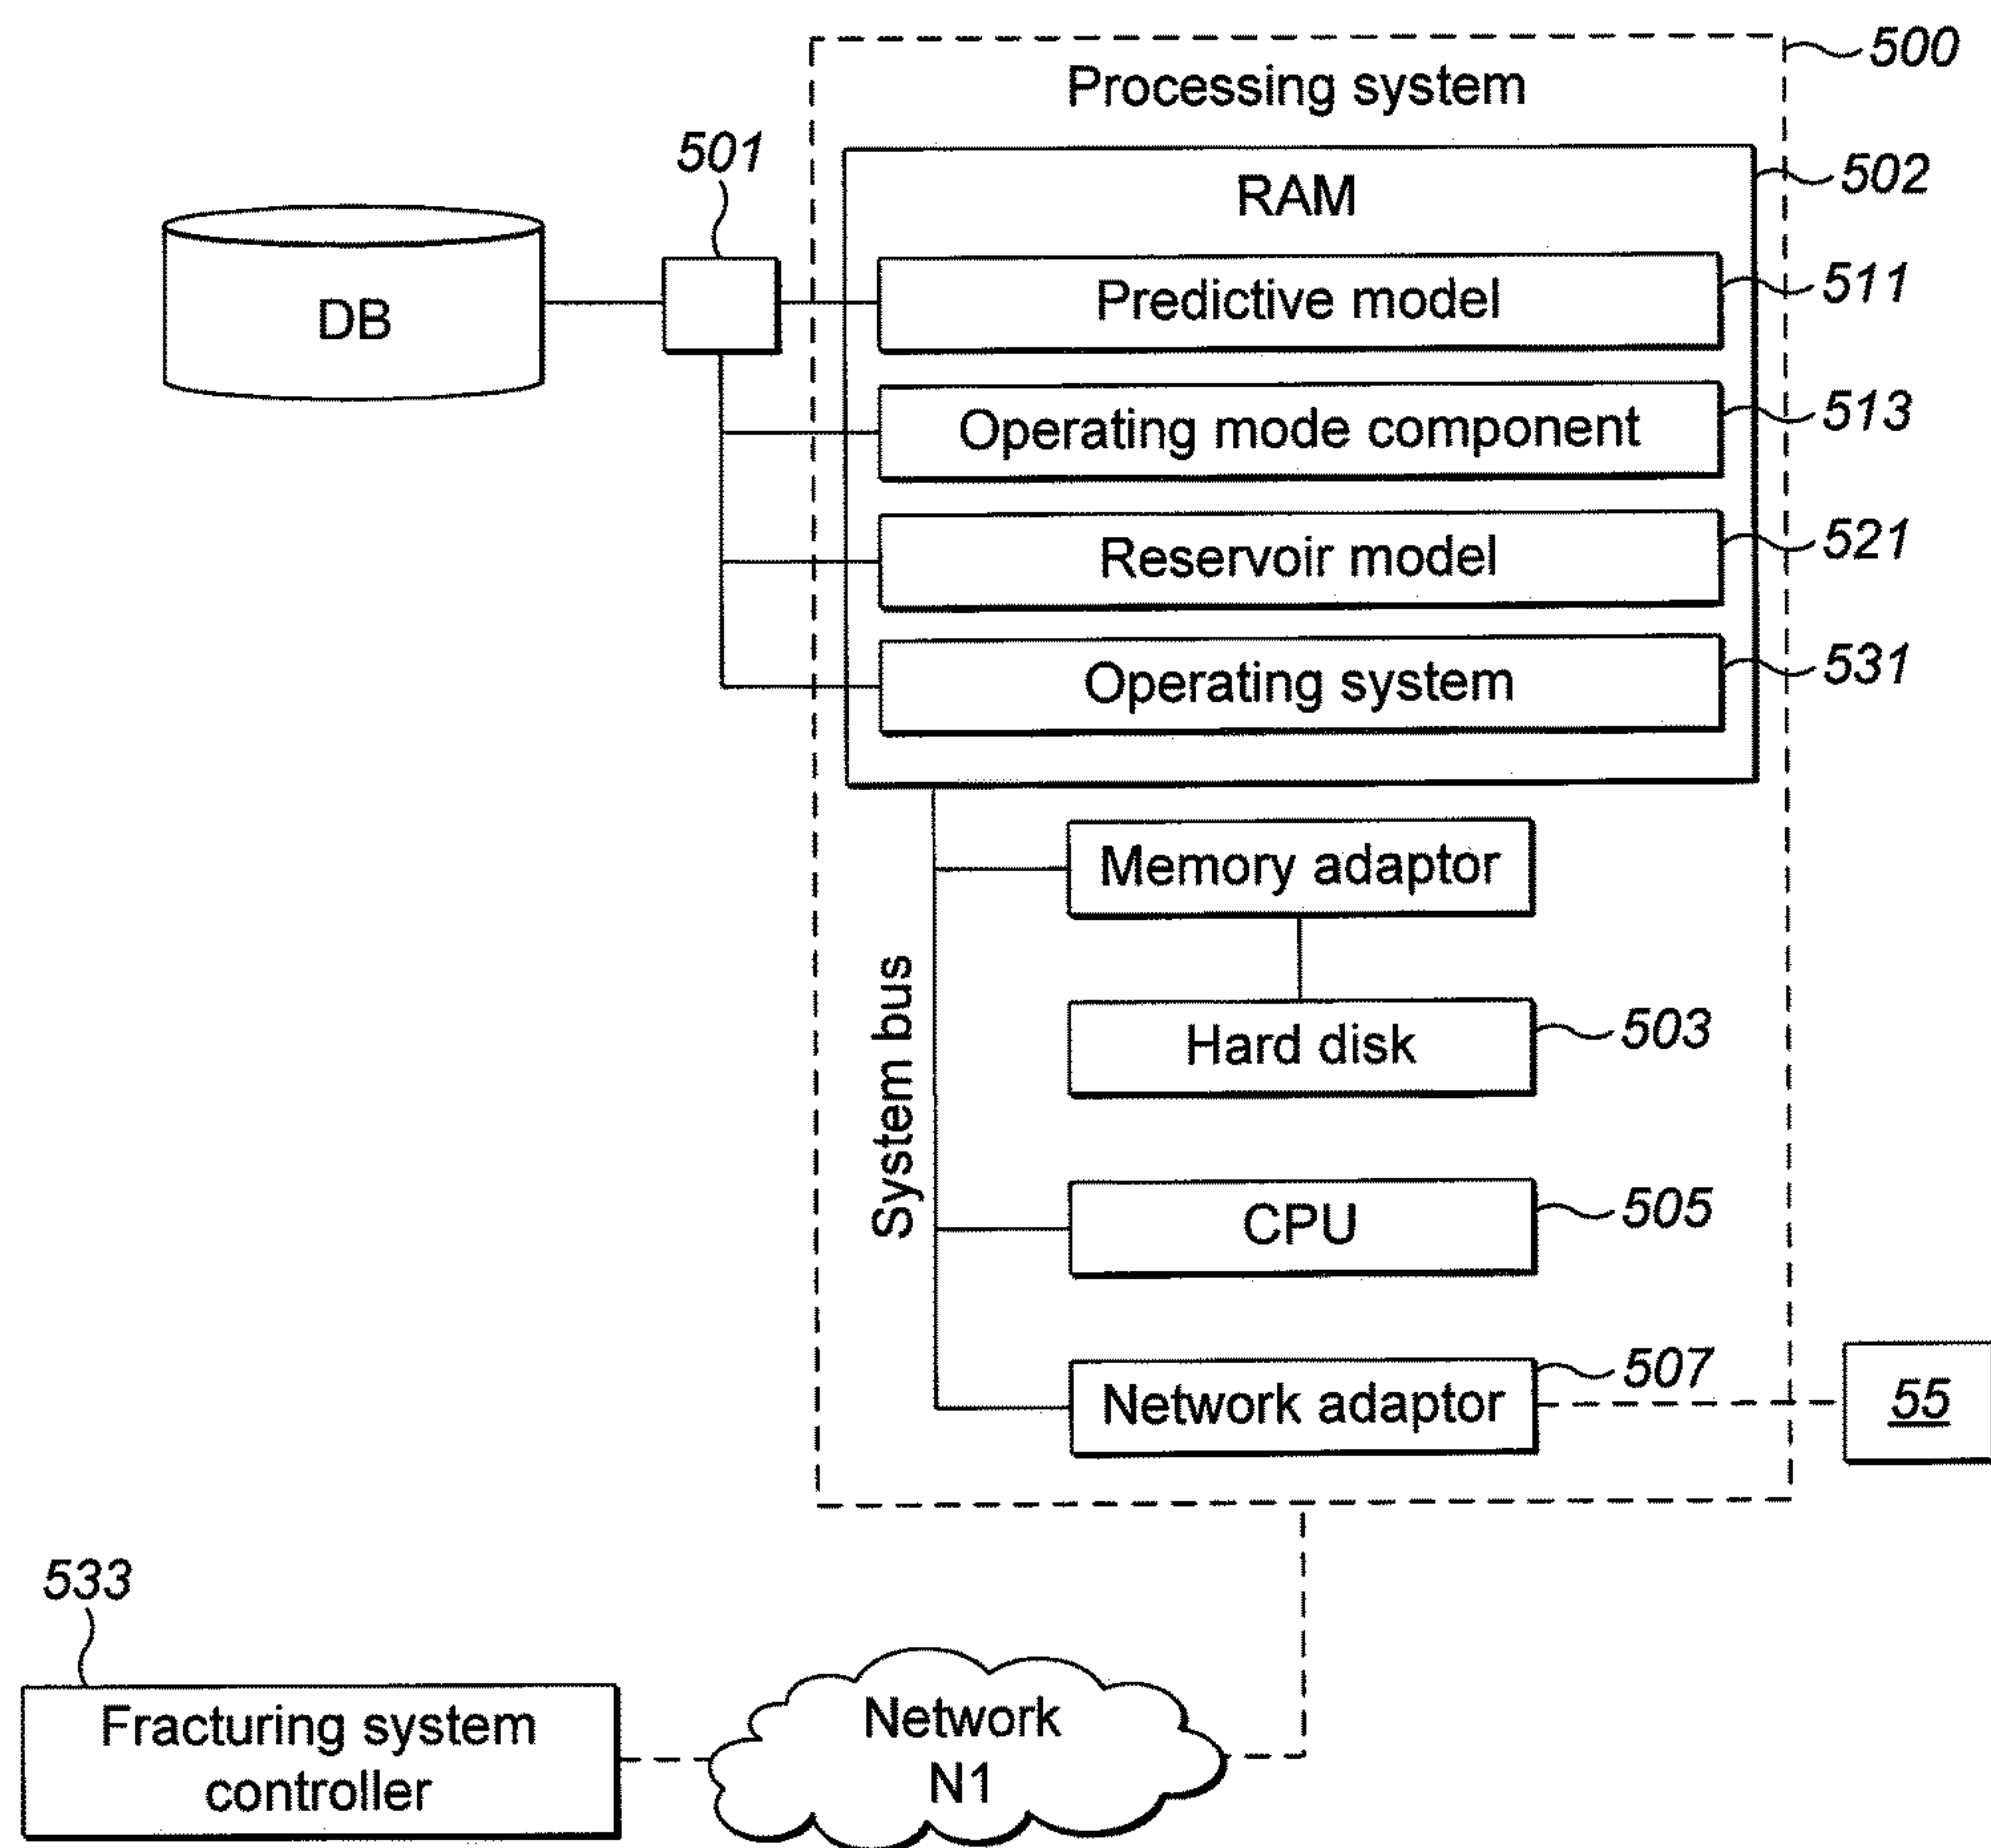 500
Processing system
501
502
RAM
DB
Predictive model
511
Operating mode component
513
Reservoir model
521
Operating system
531
Memory adaptor
System bus
Hard disk
503
CPU
505
507
Network adaptor
55
533
Fracturing system
controller
Network
N1